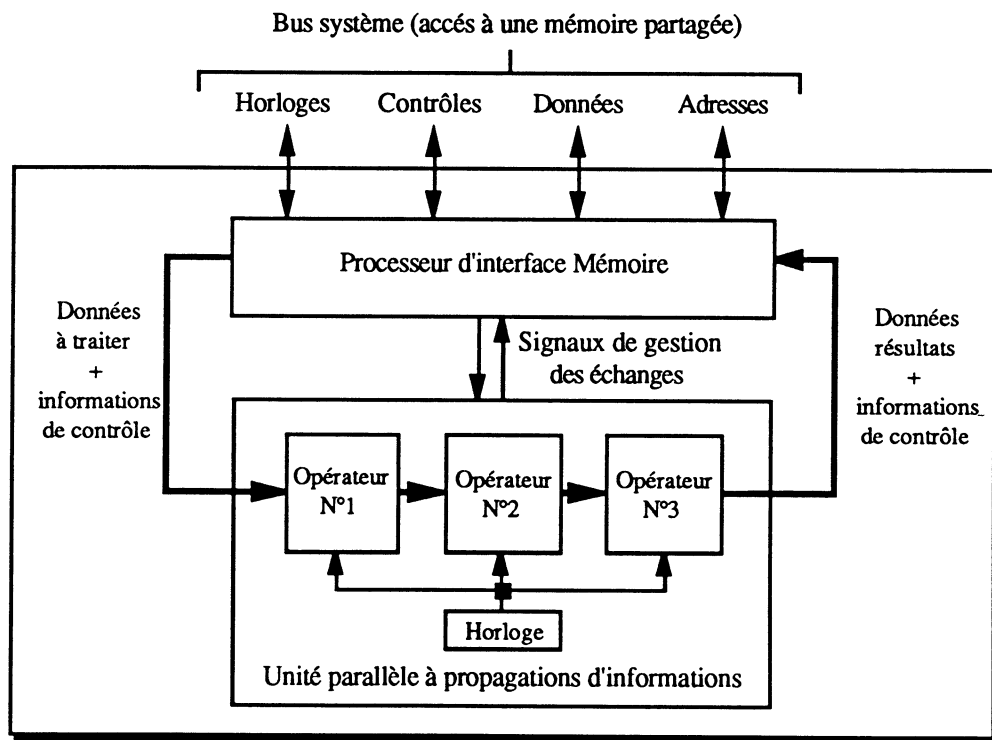 Bus système (accés à une mémoire partagée)
Horloges
Contrôles
Données
Adresses
Processeur d'interface Mémoire
Données
à traiter
+
informations
de contrôle
Signaux de gestion
des échanges
Données
résultats
+
informations
de contrôle
Opérateur
N°1
Opérateur
N°2
Opérateur
N°3
Horloge
Unité parallèle à propagations d'informations